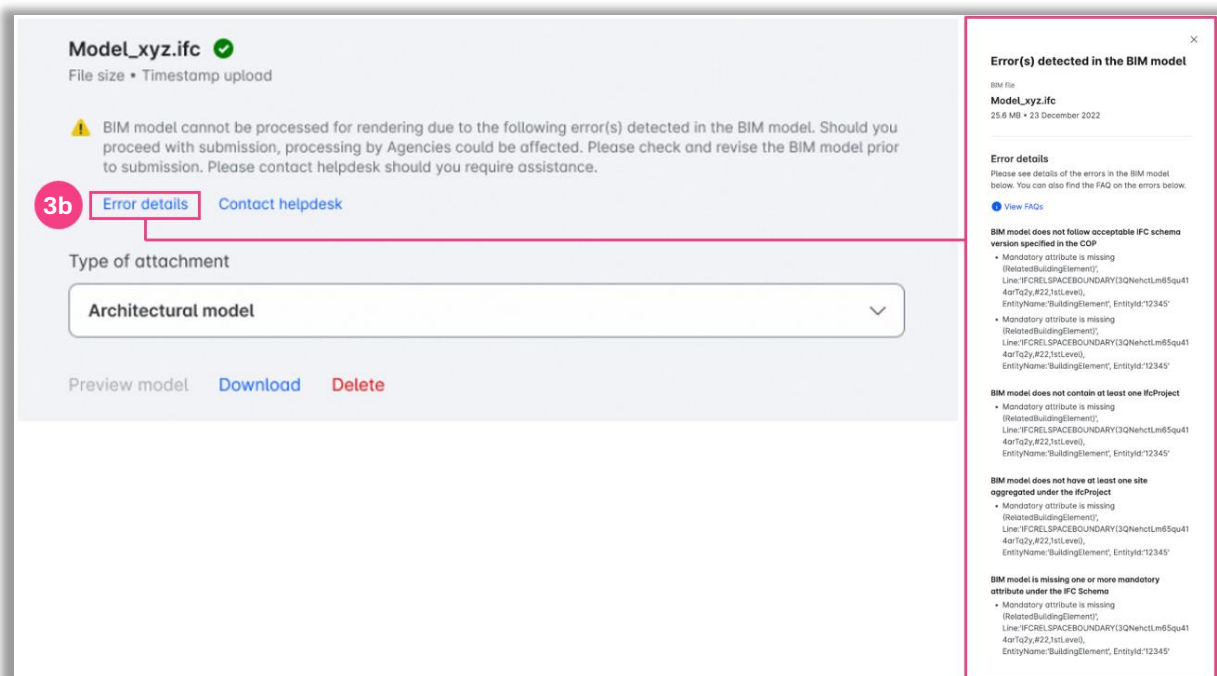 Model_xyz.ifc
File size • Timestamp upload
BIM model cannot be processed for rendering due to the following error(s) detected in the BIM model. Should you
proceed with submission, processing by Agencies could be affected. Please check and revise the BIM model prior
to submission. Please contact helpdesk should you require assistance.
3b
Error details
Contact helpdesk
Type of attachment
Architectural model
Preview model
Download
Delete
Error(s) detected in the BIM model
BIM file
Model_xyz.ifc
25.6 MB • 23 December 2022
Error details
Please see details of the errors in the BIM model
below. You can also find the FAQ on the errors below.
View FAQs
BIM model does not follow acceptable IFC schema
version specified in the COP
• Mandatory attribute is missing
(RelatedBuildingElement)',
Line:'IFCRELSPACEBOUNDARY(3QNehctLm65qu41
4arTq2y,#22,1stLevel),
EntityName:'BuildingElement', EntityId:'12345'
• Mandatory attribute is missing
(RelatedBuildingElement)',
Line:'IFCRELSPACEBOUNDARY(3QNehctLm65qu41
4arTq2y,#22,1stLevel),
EntityName:'BuildingElement', EntityId:'12345'
BIM model does not contain at least one IfcProject
• Mandatory attribute is missing
(RelatedBuildingElement)',
Line:'IFCRELSPACEBOUNDARY(3QNehctLm65qu41
4arTq2y,#22,1stLevel),
EntityName:'BuildingElement', EntityId:'12345'
BIM model does not have at least one site
aggregated under the ifcProject
• Mandatory attribute is missing
(RelatedBuildingElement)',
Line:'IFCRELSPACEBOUNDARY(3QNehctLm65qu41
4arTq2y,#22,1stLevel),
EntityName:'BuildingElement', EntityId:'12345'
BIM model is missing one or more mandatory
attribute under the IFC Schema
• Mandatory attribute is missing
(RelatedBuildingElement)',
Line:'IFCRELSPACEBOUNDARY(3QNehctLm65qu41
4arTq2y,#22,1stLevel),
EntityName:'BuildingElement', EntityId:'12345'